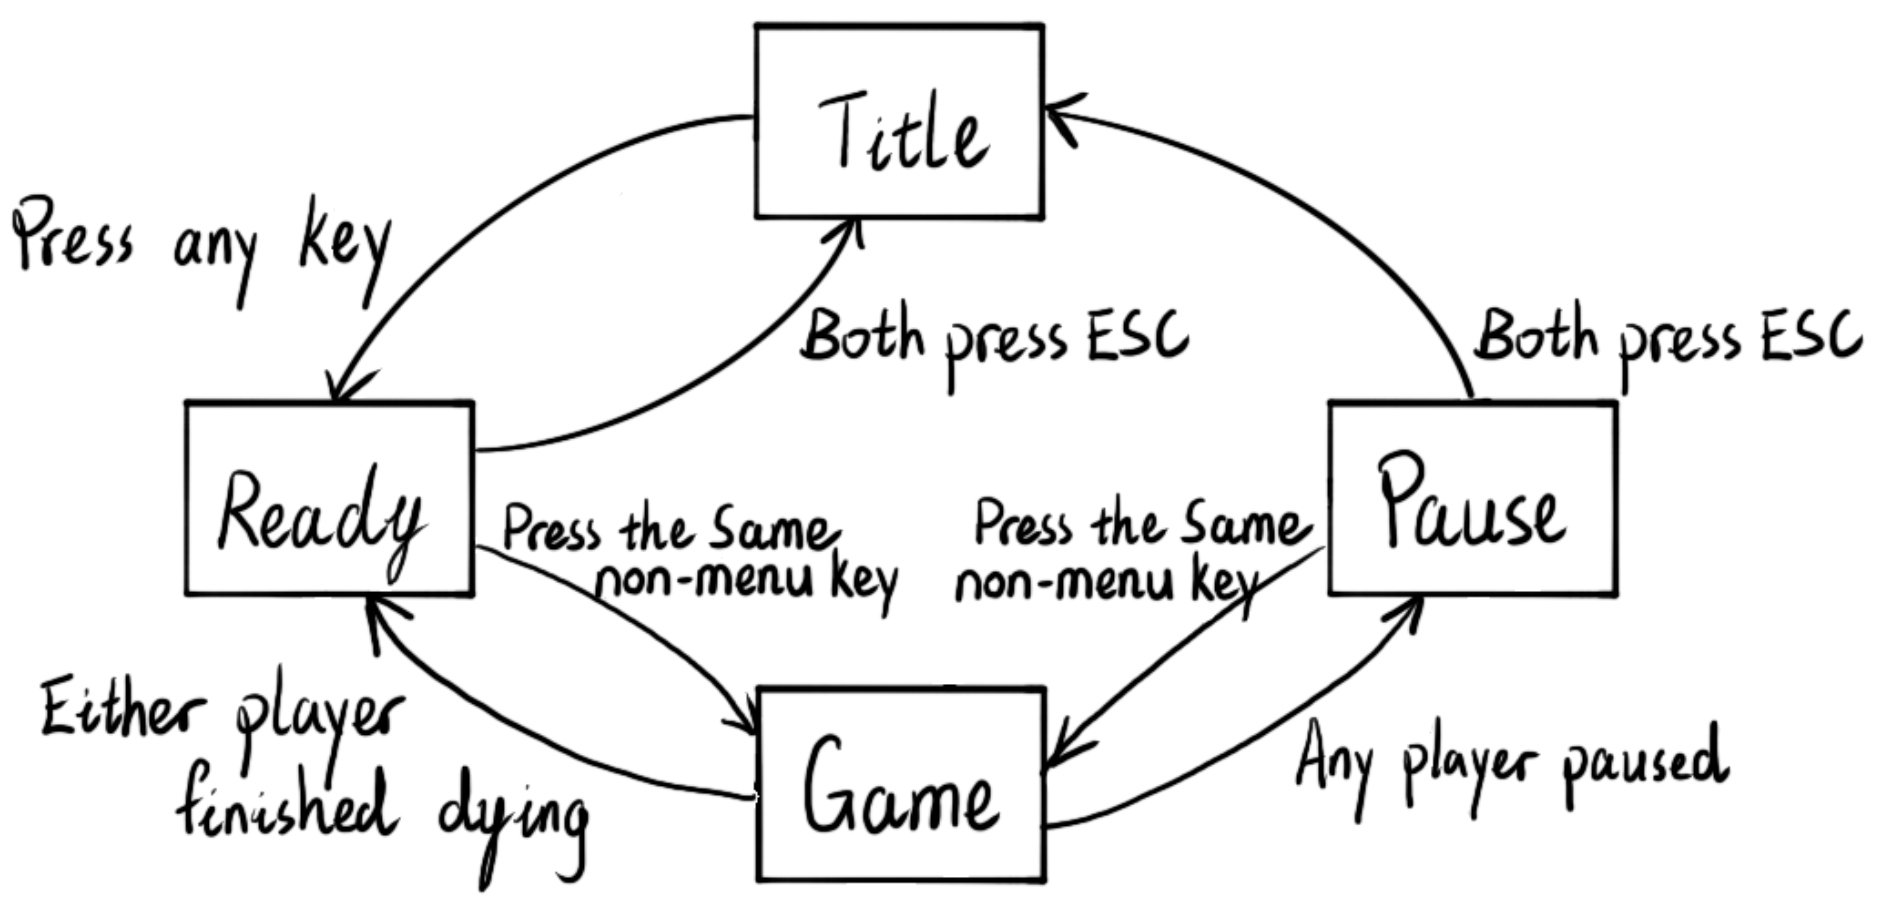 Title
Press any key
Both press ESC
Both press ESC
Ready
Pause
Press the Same
non-menu key
Press the Same
non-menu key
Either player
finished dying
Game
Any player paused